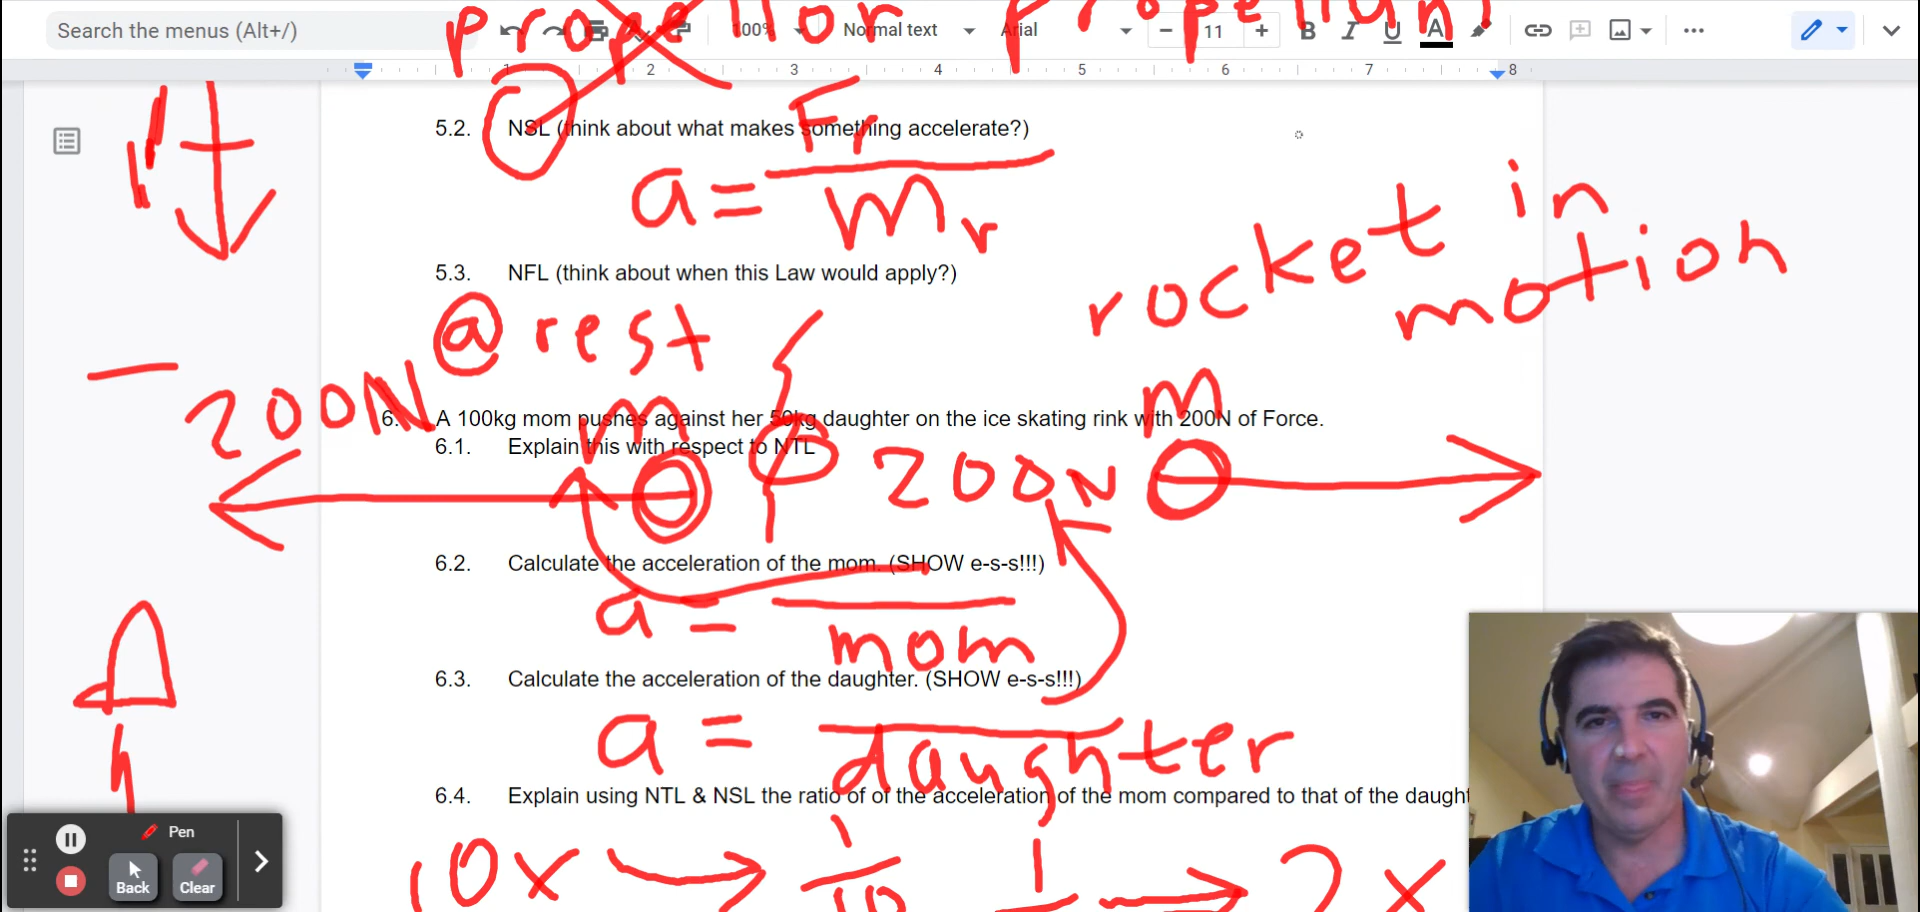 Search the menus (Alt+/)
100%
Normal text
Arial
11
B I U A
propellor propellant
1 2 3 4 5 6 7 8
5.2. NSL (think about what makes something accelerate?)
a = Fr
mr
rocket in
motion
5.3. NFL (think about when this Law would apply?)
@ rest
-200N
6. A 100kg mom pushes against her 50kg daughter on the ice skating rink with 200N of Force.
m
M
6.1. Explain this with respect to NTL
200N
6.2. Calculate the acceleration of the mom. (SHOW e-s-s!!!)
a =
mom
6.3. Calculate the acceleration of the daughter. (SHOW e-s-s!!!)
a =
daughter
6.4. Explain using NTL & NSL the ratio of of the acceleration of the mom compared to that of the daught
10x → 1
10
1 → 2x
Pen
Back
Clear